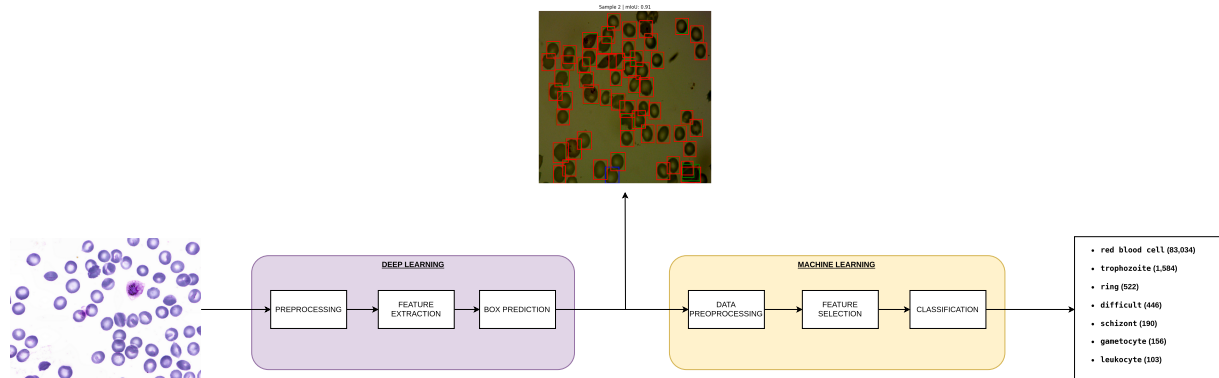 Sample 2 | mIoU: 0.91
DEEP LEARNING
PREPROCESSING
FEATURE
EXTRACTION
BOX PREDICTION
MACHINE LEARNING
DATA
PREOPROCESSING
FEATURE
SELECTION
CLASSIFICATION
• red blood cell (83,034)
• trophozoite (1,584)
• ring (522)
• difficult (446)
• schizont (190)
• gametocyte (156)
• leukocyte (103)